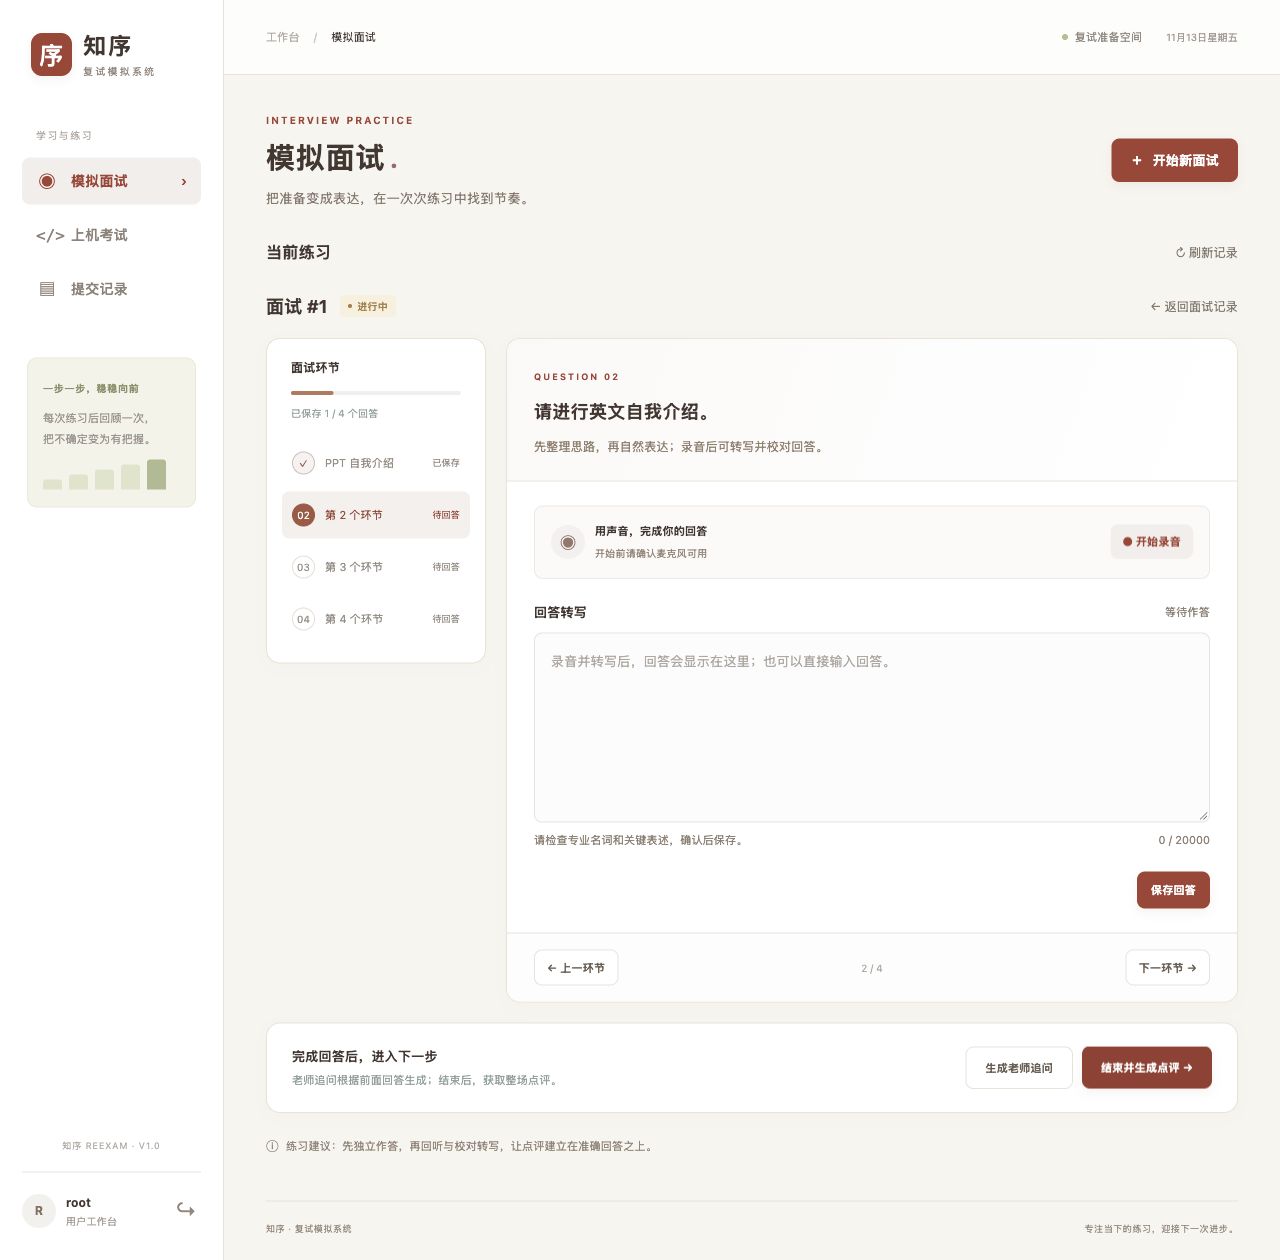 序
知序
复试模拟系统
学习与练习
模拟面试 ›
</> 上机考试
提交记录
一步一步，稳稳向前
每次练习后回顾一次，
把不确定变为有把握。
知序 REEXAM · V1.0
R
root
用户工作台
工作台 / 模拟面试
复试准备空间 11月13日星期五
INTERVIEW PRACTICE
模拟面试.
把准备变成表达，在一次次练习中找到节奏。
+ 开始新面试
当前练习
↻ 刷新记录
面试 #1 进行中
← 返回面试记录
面试环节
已保存 1 / 4 个回答
✓ PPT 自我介绍 已保存
02 第 2 个环节 待回答
03 第 3 个环节 待回答
04 第 4 个环节 待回答
QUESTION 02
请进行英文自我介绍。
先整理思路，再自然表达；录音后可转写并校对回答。
用声音，完成你的回答
开始前请确认麦克风可用
开始录音
回答转写 等待作答
录音并转写后，回答会显示在这里；也可以直接输入回答。
请检查专业名词和关键表述，确认后保存。 0 / 20000
保存回答
← 上一环节 2 / 4 下一环节 →
完成回答后，进入下一步
老师追问根据前面回答生成；结束后，获取整场点评。
生成老师追问 结束并生成点评 →
练习建议：先独立作答，再回听与校对转写，让点评建立在准确回答之上。
知序 · 复试模拟系统 专注当下的练习，迎接下一次进步。